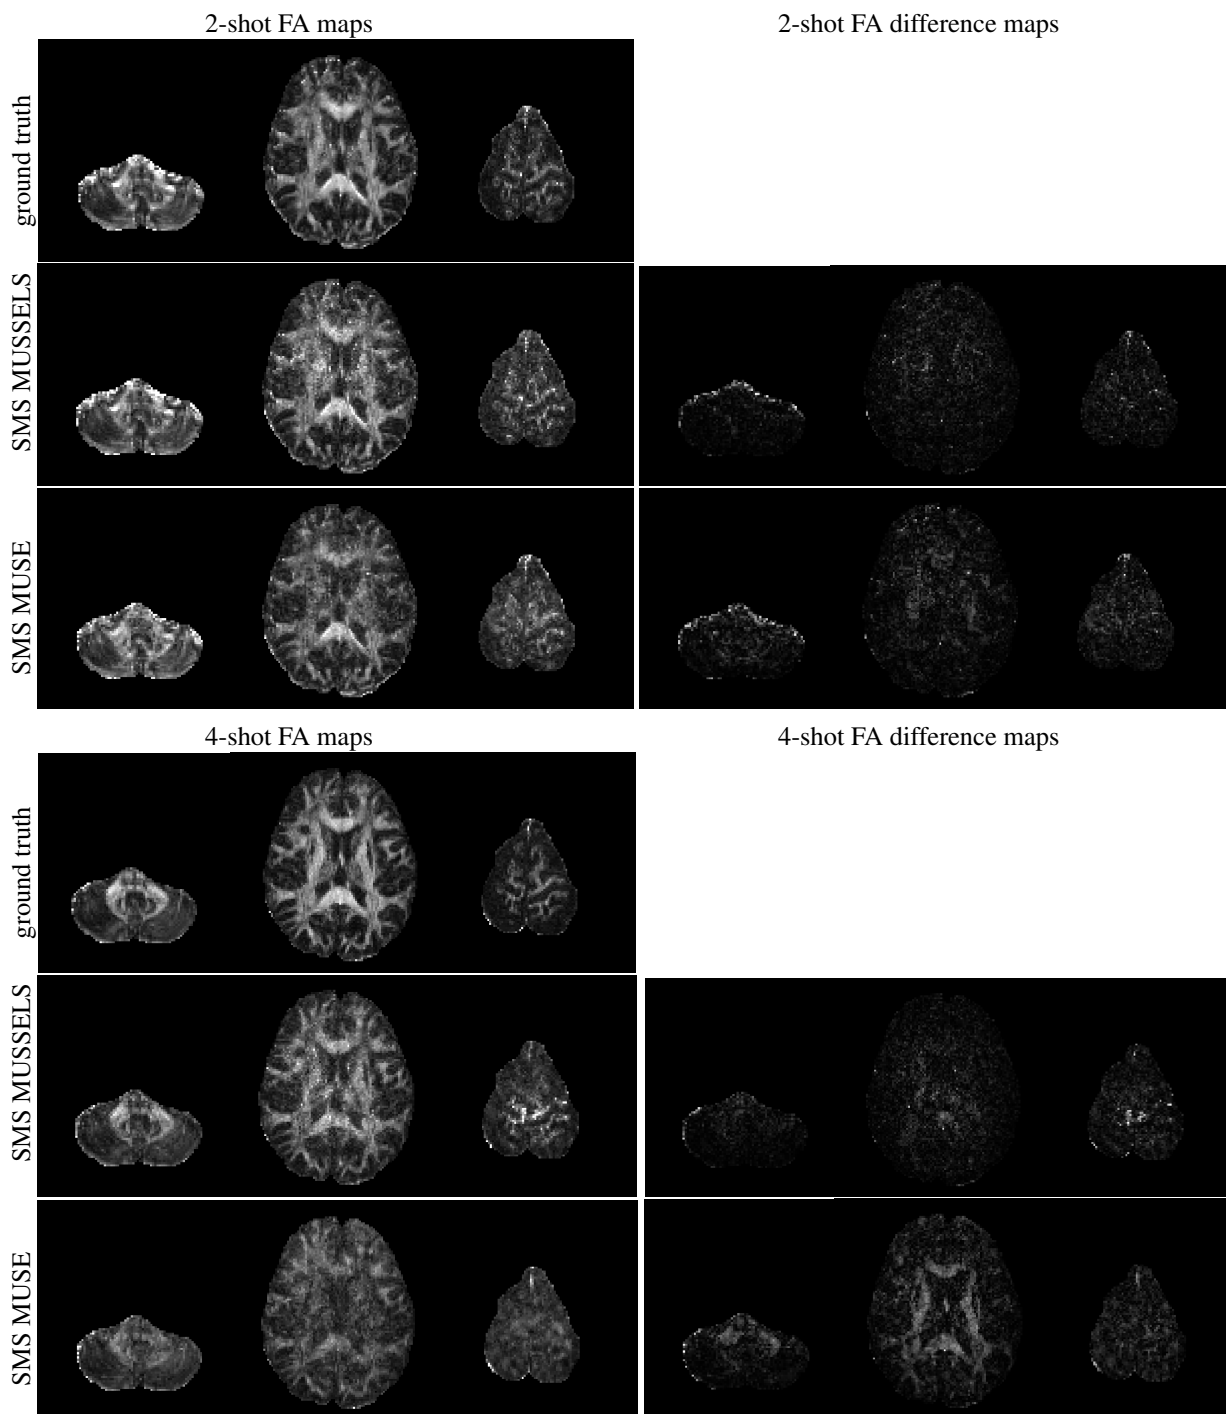 2-shot FA maps
2-shot FA difference maps
ground truth
SMS MUSSELS
SMS MUSE
4-shot FA maps
4-shot FA difference maps
ground truth
SMS MUSSELS
SMS MUSE